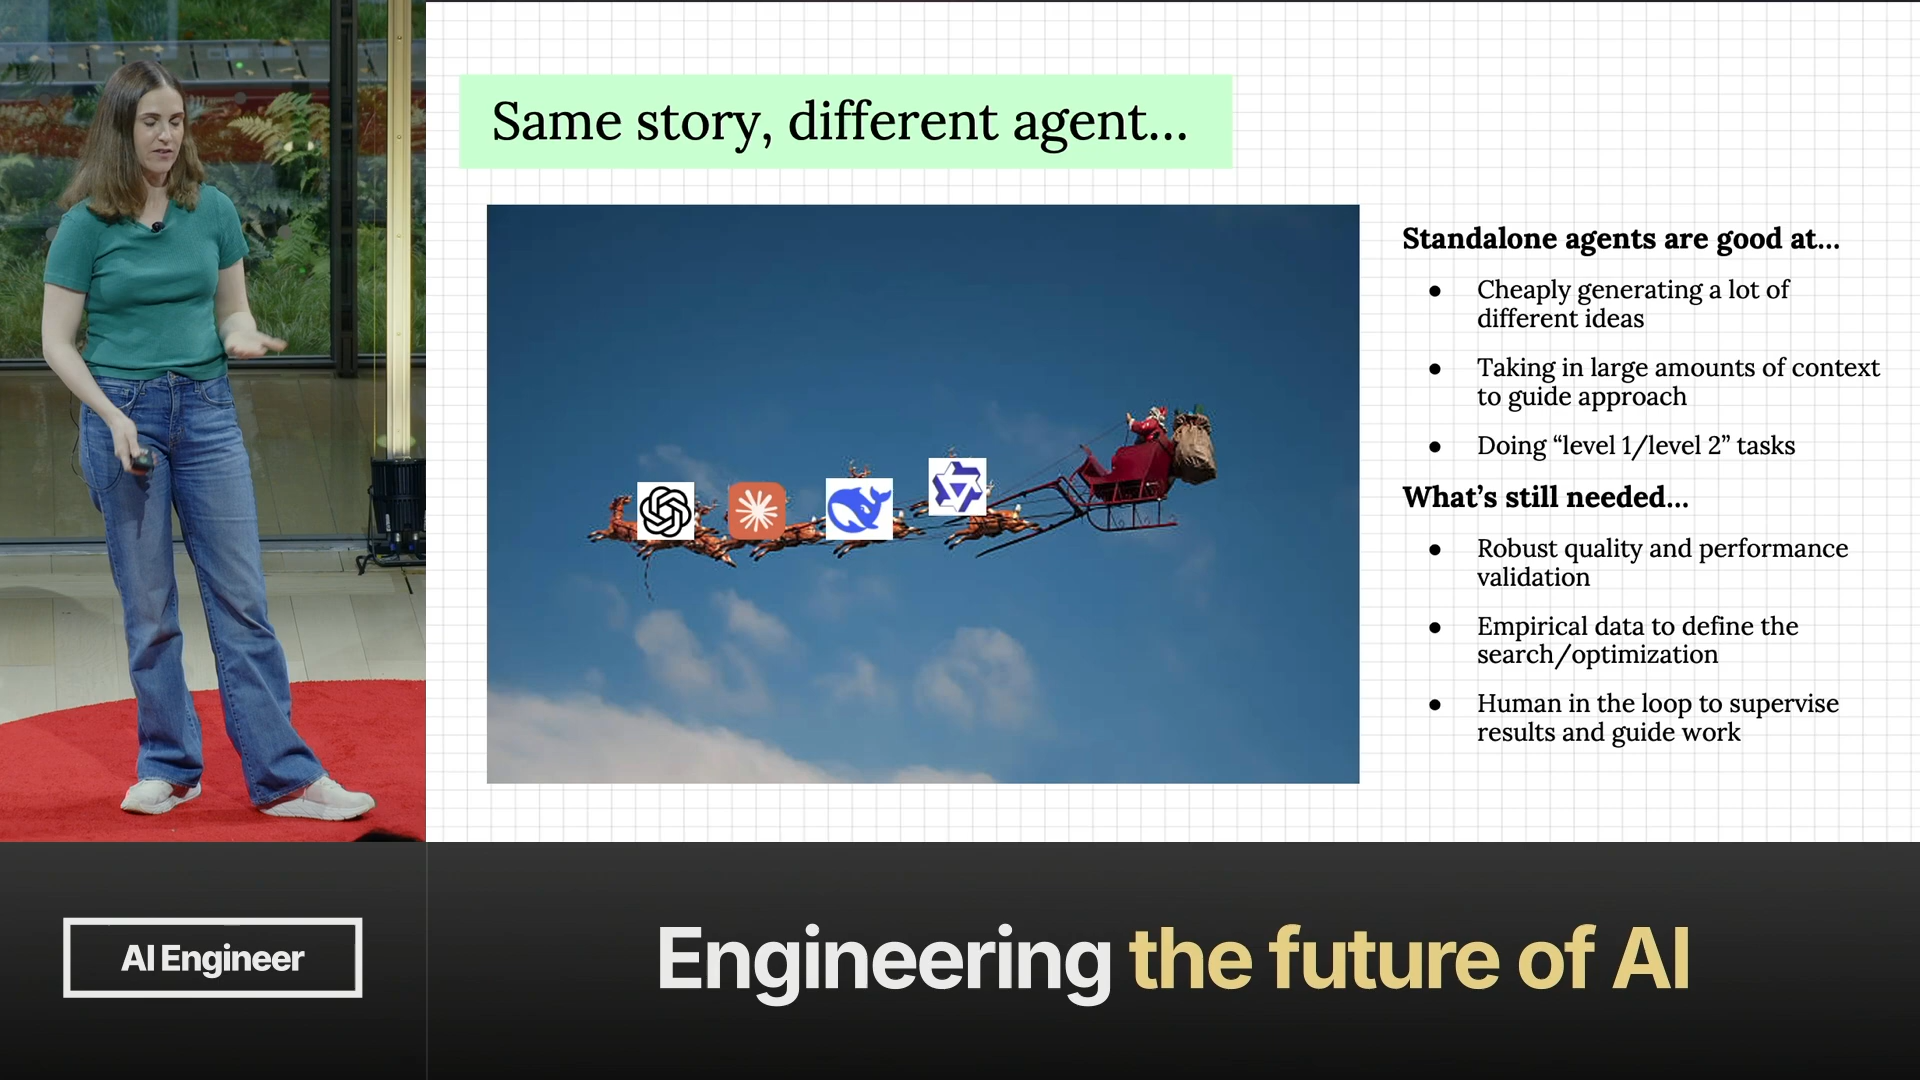 Same story, different agent...
Standalone agents are good at...
● Cheaply generating a lot of
different ideas
● Taking in large amounts of context
to guide approach
● Doing “level 1/level 2” tasks
What’s still needed...
● Robust quality and performance
validation
● Empirical data to define the
search/optimization
● Human in the loop to supervise
results and guide work
AI Engineer
Engineering the future of AI